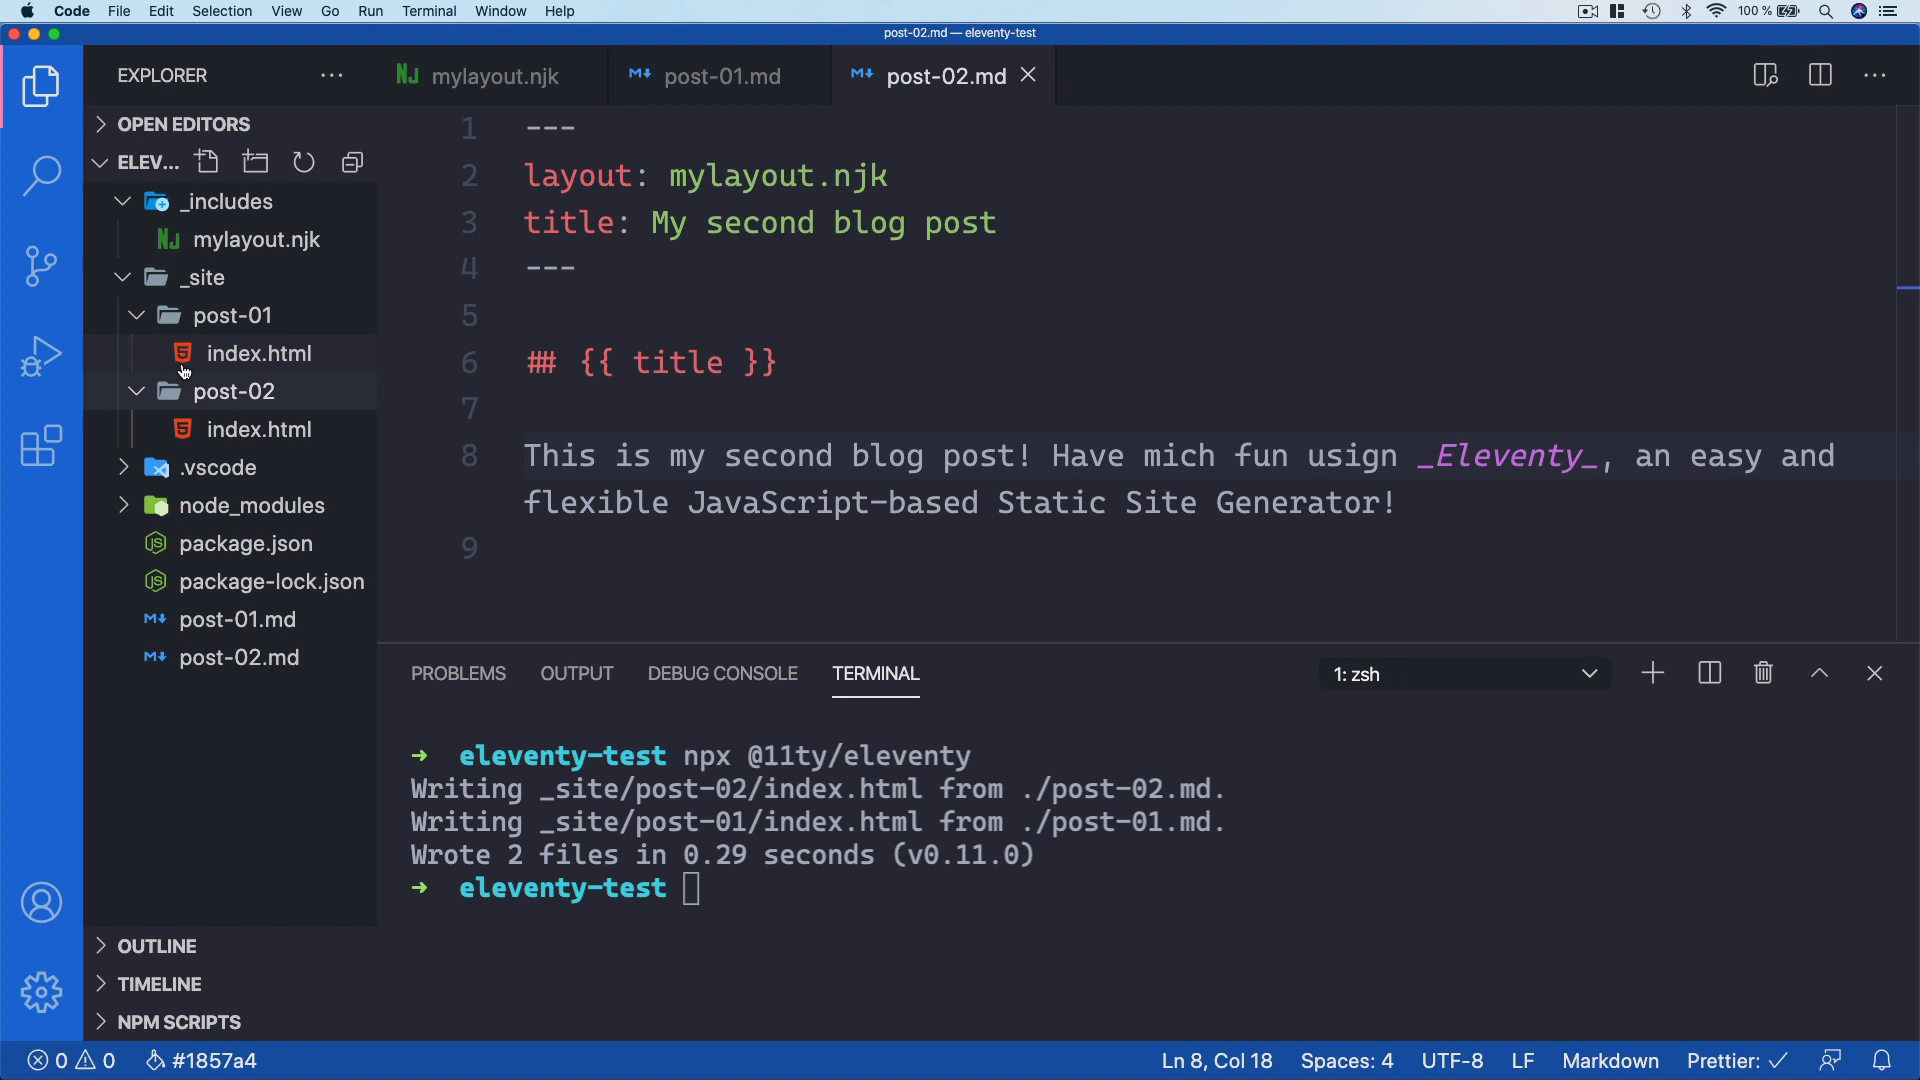 Code File Edit Selection View Go Run Terminal Window Help 100 %
post-02.md — eleventy-test
EXPLORER
mylayout.njk post-01.md post-02.md
OPEN EDITORS
ELEV...
_includes
mylayout.njk
_site
post-01
index.html
post-02
index.html
.vscode
node_modules
package.json
package-lock.json
post-01.md
post-02.md
OUTLINE
TIMELINE
NPM SCRIPTS
1 ---
2 layout: mylayout.njk
3 title: My second blog post
4 ---
5
6 ## {{ title }}
7
8 This is my second blog post! Have mich fun usign _Eleventy_, an easy and
flexible JavaScript-based Static Site Generator!
9
PROBLEMS OUTPUT DEBUG CONSOLE TERMINAL 1: zsh
➜ eleventy-test npx @11ty/eleventy
Writing _site/post-02/index.html from ./post-02.md.
Writing _site/post-01/index.html from ./post-01.md.
Wrote 2 files in 0.29 seconds (v0.11.0)
➜ eleventy-test
0 0 #1857a4 Ln 8, Col 18 Spaces: 4 UTF-8 LF Markdown Prettier: ✓